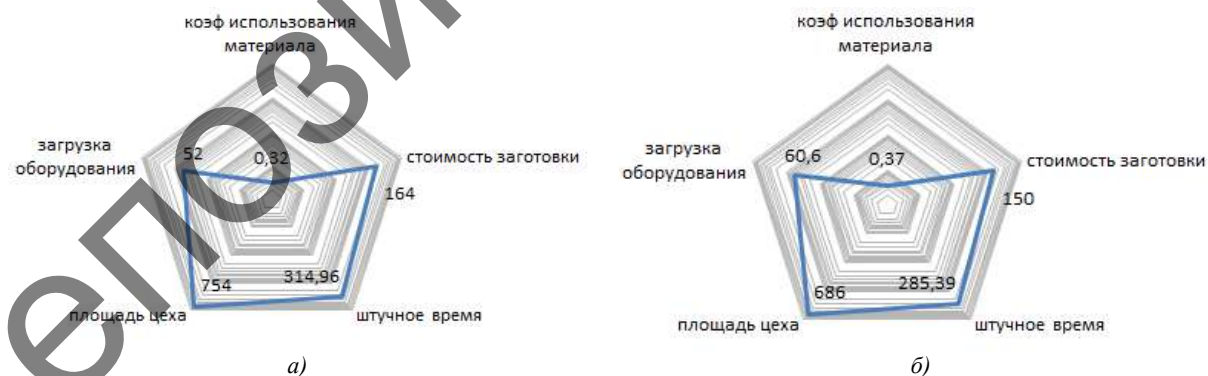 коэф использования
материала
загрузка
оборудования
52
0,32
стоимость заготовки
164
754
314,96
площадь цеха
штучное время
а)
коэф использования
материала
загрузка
оборудования
60,6
0,37
стоимость заготовки
150
686
285,39
площадь цеха
штучное время
б)
епози